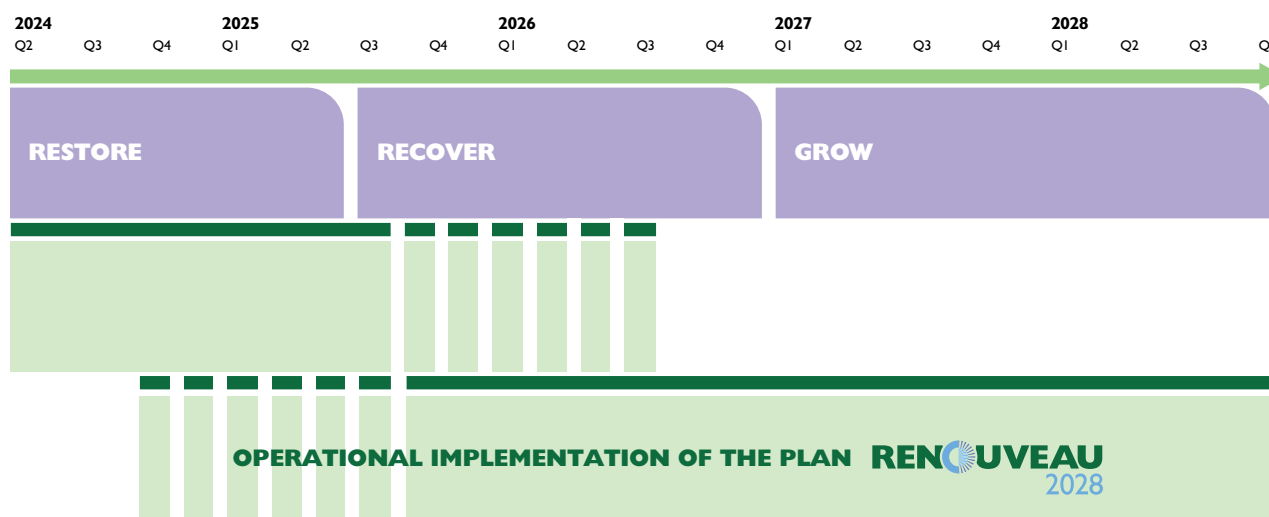 2024 2025 2026 2027 2028
Q2 Q3 Q4 Q1 Q2 Q3 Q4 Q1 Q2 Q3 Q4 Q1 Q2 Q3 Q4 Q1 Q2 Q3 Q
RESTORE RECOVER GROW
OPERATIONAL IMPLEMENTATION OF THE PLAN RENOUVEAU
2028